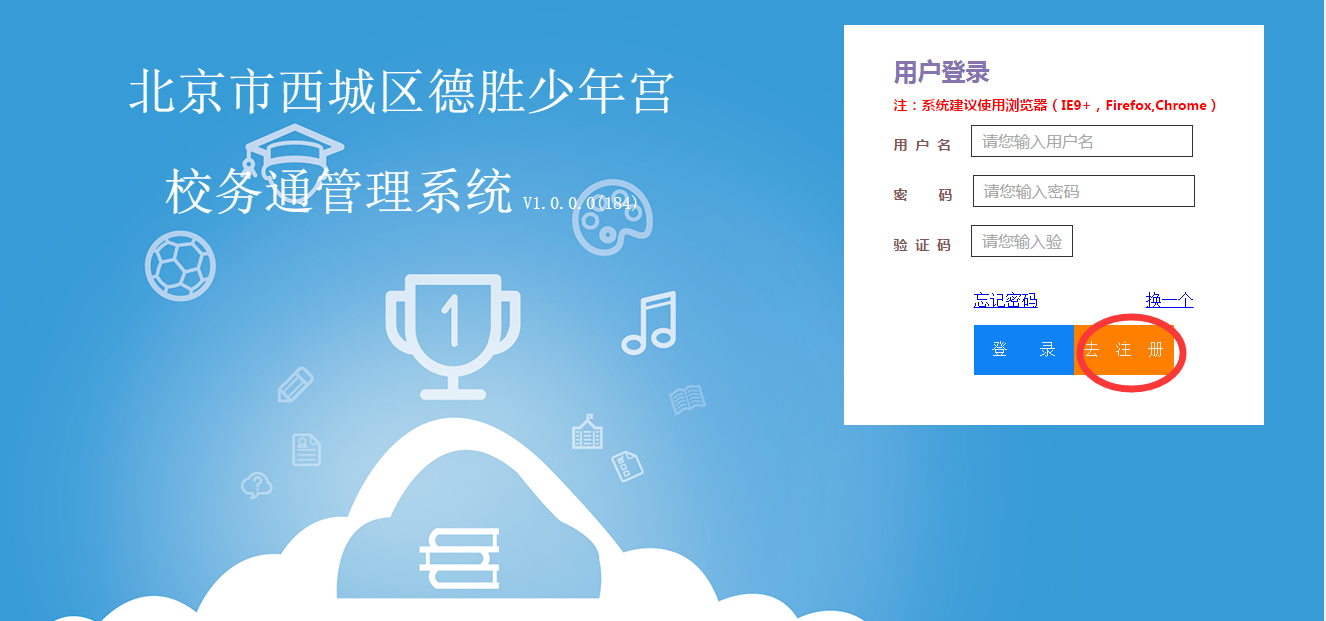 北京市西城区德胜少年宫
校务通管理系统 V1.0.0.0(184)
1
用户登录
注：系统建议使用浏览器（IE9+，Firefox,Chrome）
用 户 名 请您输入用户名
密 码 请您输入密码
验 证 码 请您输入验
忘记密码 换一个
登 录 去 注 册